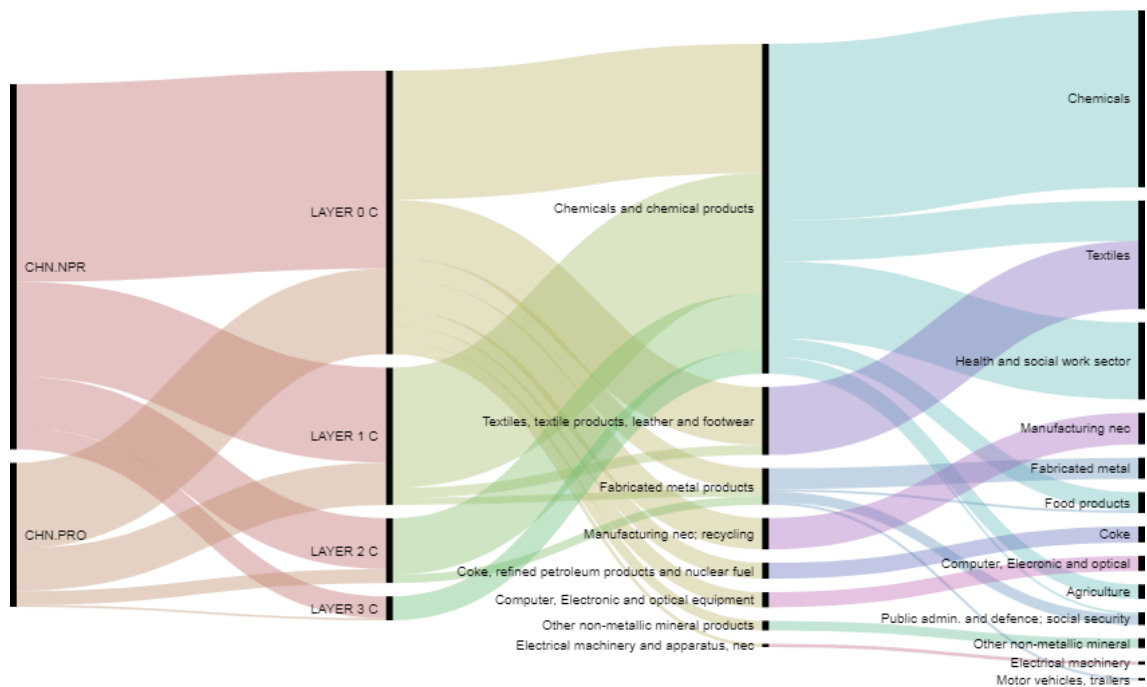 CHN.NPR
CHN.PRO
LAYER 0 C
LAYER 1 C
LAYER 2 C
LAYER 3 C
Chemicals and chemical products
Textiles, textile products, leather and footwear
Fabricated metal products
Manufacturing nec; recycling
Coke, refined petroleum products and nuclear fuel
Computer, Electronic and optical equipment
Other non-metallic mineral products
Electrical machinery and apparatus, nec
Chemicals
Textiles
Health and social work sector
Manufacturing nec
Fabricated metal
Food products
Coke
Computer, Elecronic and optical
Agriculture
Public admin. and defence; social security
Other non-metallic mineral
Electrical machinery
Motor vehicles, trailers